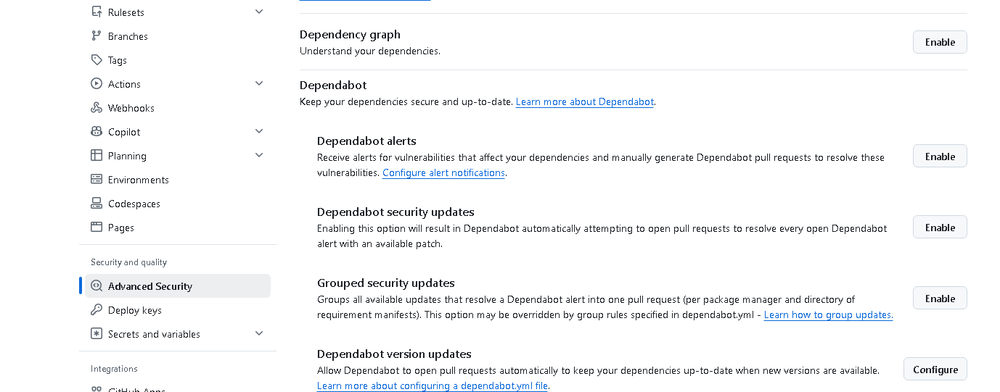 Rulesets
Branches
Tags
Actions
Webhooks
Copilot
Planning
Environments
Codespaces
Pages
Security and quality
Advanced Security
Deploy keys
Secrets and variables
Integrations
GitHub Apps
Dependency graph
Understand your dependencies.
Enable
Dependabot
Keep your dependencies secure and up-to-date. Learn more about Dependabot.
Dependabot alerts
Receive alerts for vulnerabilities that affect your dependencies and manually generate Dependabot pull requests to resolve these
vulnerabilities. Configure alert notifications.
Enable
Dependabot security updates
Enabling this option will result in Dependabot automatically attempting to open pull requests to resolve every open Dependabot
alert with an available patch.
Enable
Grouped security updates
Groups all available updates that resolve a Dependabot alert into one pull request (per package manager and directory of
requirement manifests). This option may be overridden by group rules specified in dependabot.yml - Learn how to group updates.
Enable
Dependabot version updates
Allow Dependabot to open pull requests automatically to keep your dependencies up-to-date when new versions are available.
Learn more about configuring a dependabot.yml file.
Configure